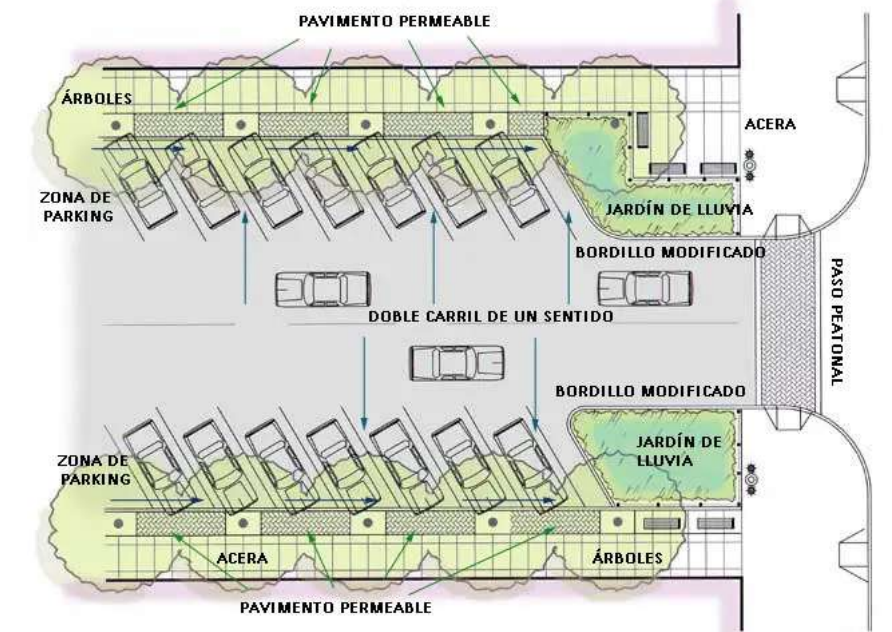 PAVIMENTO PERMEABLE
ÁRBOLES
ACERA
ZONA DE
PARKING
JARDÍN DE LLUVIA
BORDILLO MODIFICADO
PASO PEATONAL
DOBLE CARRIL DE UN SENTIDO
BORDILLO MODIFICADO
JARDÍN DE
LLUVIA
ZONA DE
PARKING
ACERA
ÁRBOLES
PAVIMENTO PERMEABLE